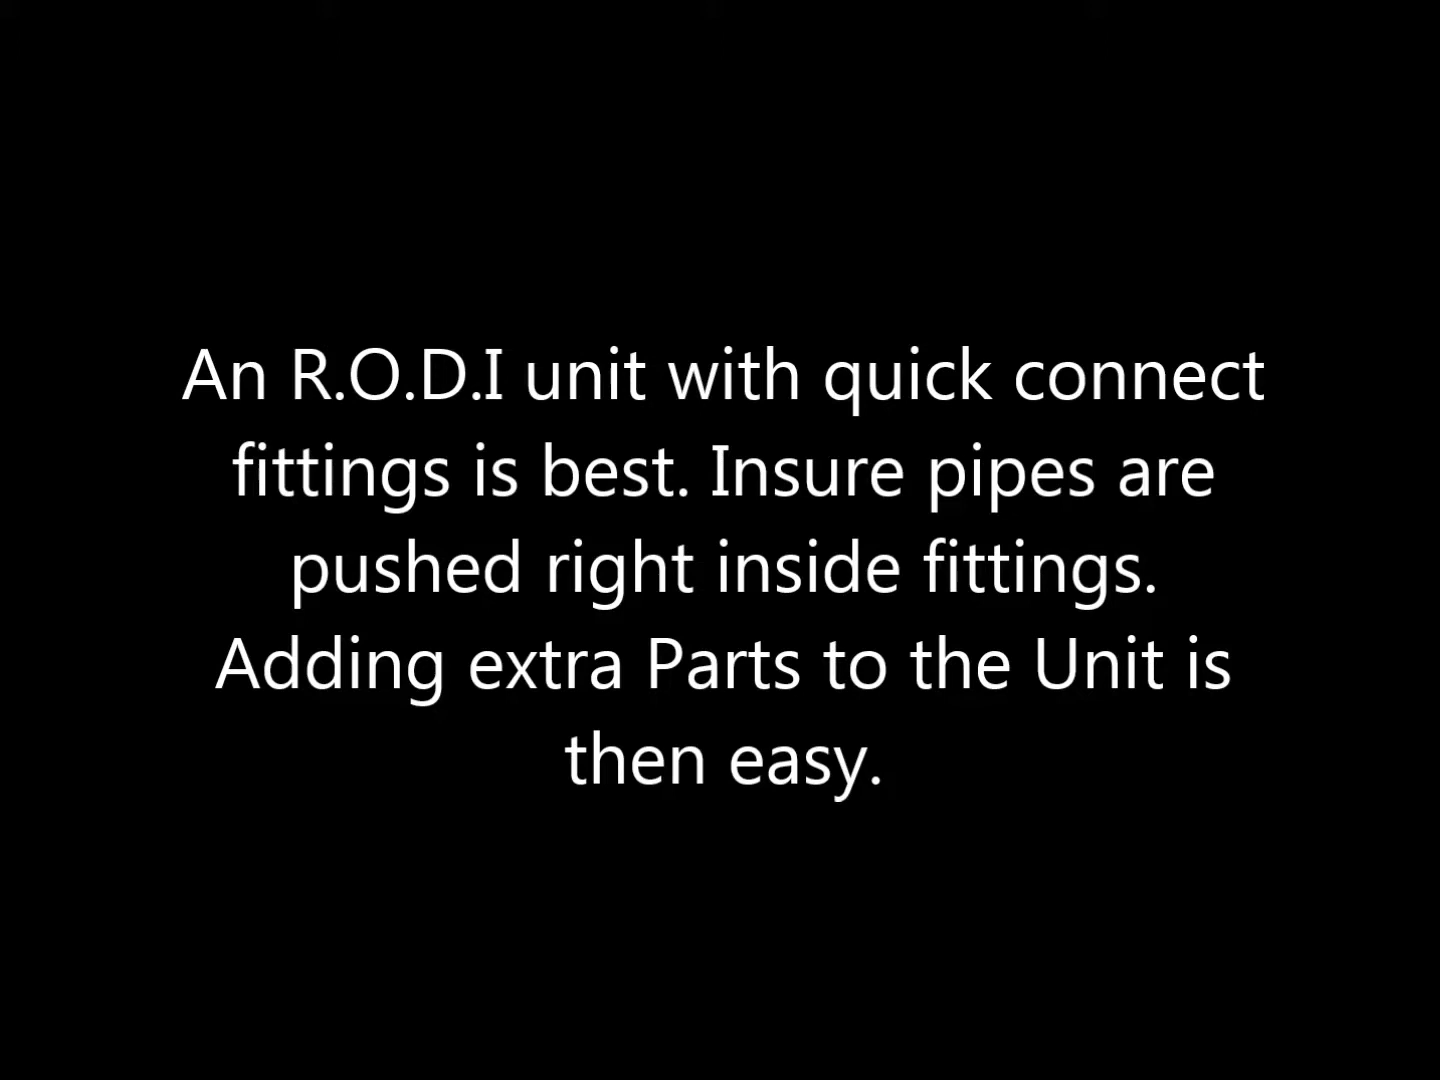 An R.O.D.I unit with quick connect
fittings is best. Insure pipes are
pushed right inside fittings.
Adding extra Parts to the Unit is
then easy.